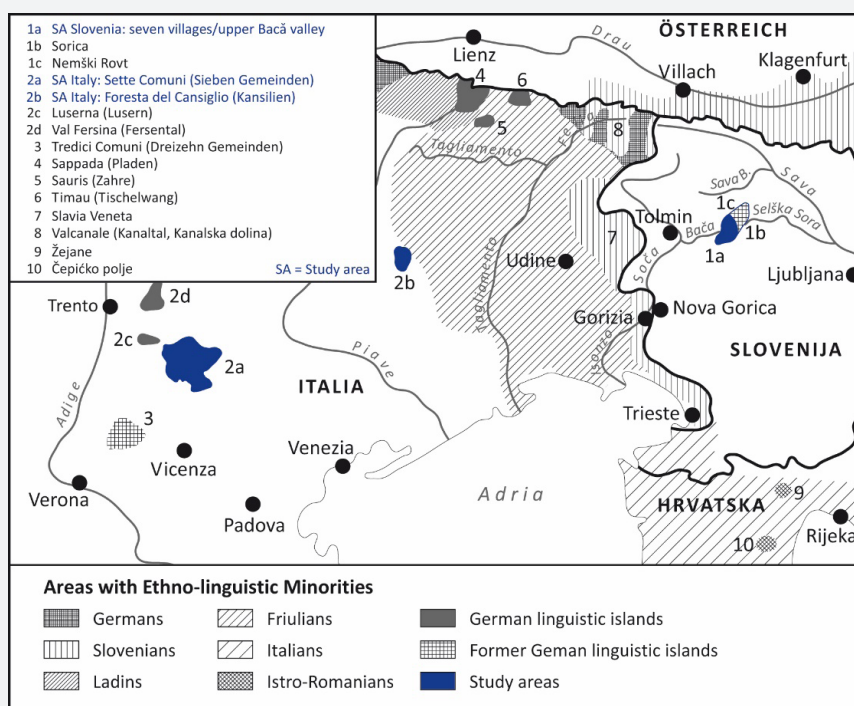 1a SA Slovenia: seven villages/upper Bacă valley
1b Sorica
1c Nemški Rovt
2a SA Italy: Sette Comuni (Sieben Gemeinden)
2b SA Italy: Foresta del Cansiglio (Kansilien)
2c Luserna (Lusern)
2d Val Fersina (Fersental)
3 Tredici Comuni (Dreizehn Gemeinden)
4 Sappada (Pladen)
5 Sauris (Zahre)
6 Timau (Tischelwang)
7 Slavia Veneta
8 Valcanale (Kanaltal, Kanalska dolina)
9 Žejane
10 Čepićko polje
SA = Study area
ÖSTERREICH
Drau
Lienz
Klagenfurt
Villach
4
6
5
8
Tagliamento
Sava B.
Sava
1c
Selška Sora
Tolmin
Bača
1b
1a
7
2b
Udine
Tagliamento
Soča
Ljubljana
Trento
2d
Nova Gorica
Gorizia
2c
2a
Piave
Isonzo
SLOVENIJA
ITALIA
Adige
Trieste
3
Venezia
Vicenza
Verona
Adria
Padova
9
HRVATSKA
10
Rijeka
Areas with Ethno-linguistic Minorities
Germans
Friulians
German linguistic islands
Slovenians
Italians
Former Geman linguistic islands
Ladins
Istro-Romanians
Study areas